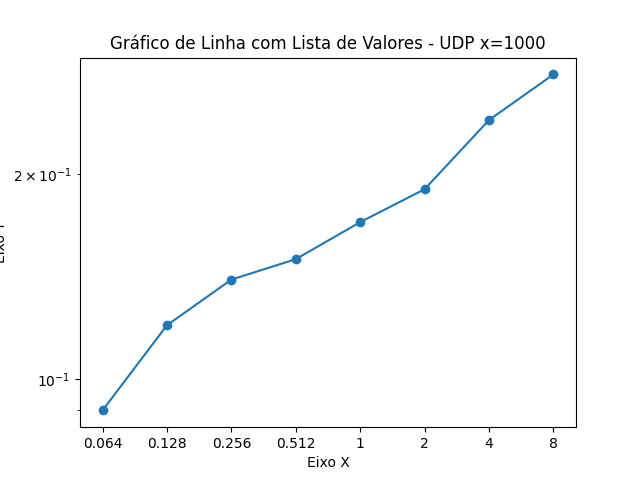 Gráfico de Linha com Lista de Valores - UDP x=1000
2 × 10⁻¹
10⁻¹
0.064 0.128 0.256 0.512 1 2 4 8
Eixo X